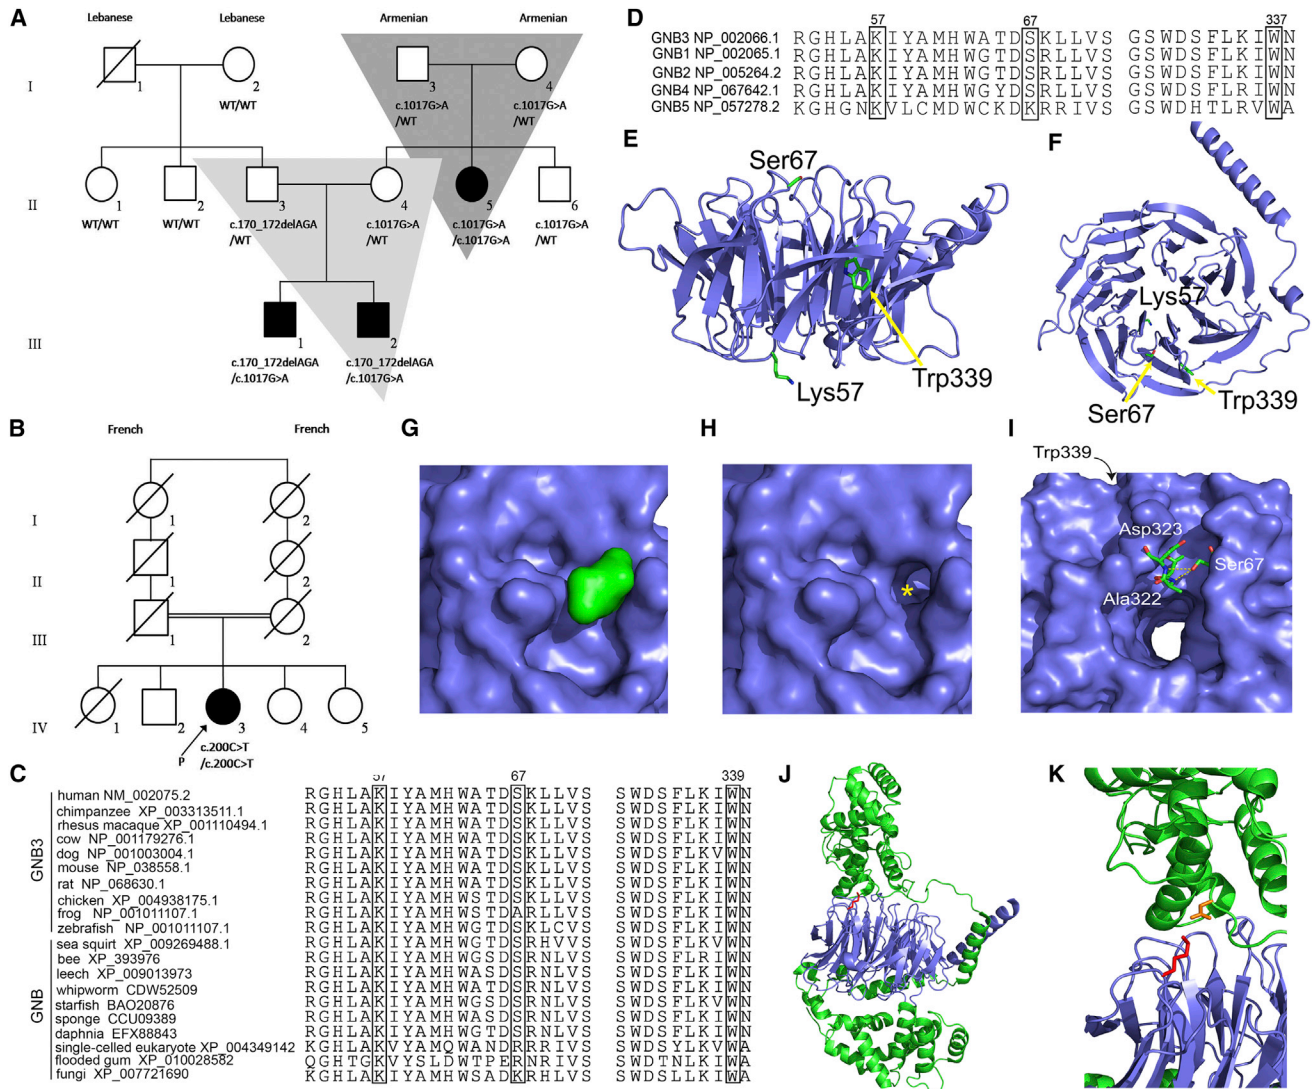 A
Lebanese
Lebanese
Armenian
Armenian
I
1
2
3
4
WT/WT
c.1017G>A
/WT
c.1017G>A
/WT
II
1
2
3
4
5
6
WT/WT
WT/WT
c.170_172delAGA
/WT
c.1017G>A
/WT
c.1017G>A
/c.1017G>A
c.1017G>A
/WT
III
1
2
c.170_172delAGA
/c.1017G>A
c.170_172delAGA
/c.1017G>A
B
French
French
I
1
2
II
1
2
III
1
2
IV
1
2
3
4
5
P
c.200C>T
/c.200C>T
C
57
67
339
GNB3
human NM_002075.2 RGHLAKIYAMHWATDSKLLVS SWDSFLKIWN
chimpanzee XP_003313511.1 RGHLAKIYAMHWATDSKLLVS SWDSFLKIWN
rhesus macaque XP_001110494.1 RGHLAKIYAMHWATDSKLLVS SWDSFLKIWN
cow NP_001179276.1 RGHLAKIYAMHWATDSKLLVS SWDSFLKIWN
dog NP_001003004.1 RGHLAKIYAMHWATDSKLLVS SWDSFLKVWN
mouse NP_038558.1 RGHLAKIYAMHWATDSKLLVS SWDSFLKIWN
rat NP_068630.1 RGHLAKIYAMHWATDSKLLVS SWDSFLKIWN
chicken XP_004938175.1 RGHLAKIYAMHWSTDSKLLVS SWDSFLKIWN
frog NP_001011107.1 RGHLAKIYAMHWSTDARLLVS SWDSFLKIWN
zebrafish NP_001011107.1 RGHLAKIYAMHWSTDSKLCVS SWDSFLKIWN
GNB
sea squirt XP_009269488.1 RGHLAKIYAMHWGTDSRHVVS SWDSFLKVWN
bee XP_393976 RGHLAKIYAMHWGSDSRNLVS SWDSFLRIWN
leech XP_009013973 RGHLAKIYAMHWASDSRNLVS SWDSFLKIWN
whipworm CDW52509 RGHLAKIYAMHWGTDSRNLVS SWDSFLKIWN
starfish BAO20876 RGHLAKIYAMHWGSDSRNLVS SWDSFLKVWN
sponge CCU09389 RGHLAKIYAMHWSSDSRNLVS SWDSFLKIWN
daphnia EFX88843 RGHLAKIYAMHWGTDSRNLVS SWDSFLKIWN
single-celled eukaryote XP_004349142 KGHLAKVYAMQWANDRRKLVS SWDSYLKVWA
flooded gum XP_010028582 QGHTGKVYSLDWTPERNRIVS SWDTNLKIWA
fungi XP_007721690 KGHLAKIYAMHWSADKRHLVS SWDSLLKIWA
D
57
67
337
GNB3 NP_002066.1 RGHLAKIYAMHWATDSKLLVS GSWDSFLKIWN
GNB1 NP_002065.1 RGHLAKIYAMHWGTDSRLLVS GSWDSFLKIWN
GNB2 NP_005264.2 RGHLAKIYAMHWGTDSRLLVS GSWDSFLKIWN
GNB4 NP_067642.1 RGHLAKIYAMHWGYDSRLLVS GSWDSFLKIWN
GNB5 NP_057278.2 KGHGNKVLCMDWCKDKRRIVS GSWDHTLRVWA
E
Ser67
Lys57
Trp339
F
Lys57
Ser67
Trp339
G
H
*
I
Trp339
Asp323
Ser67
Ala322
J
K